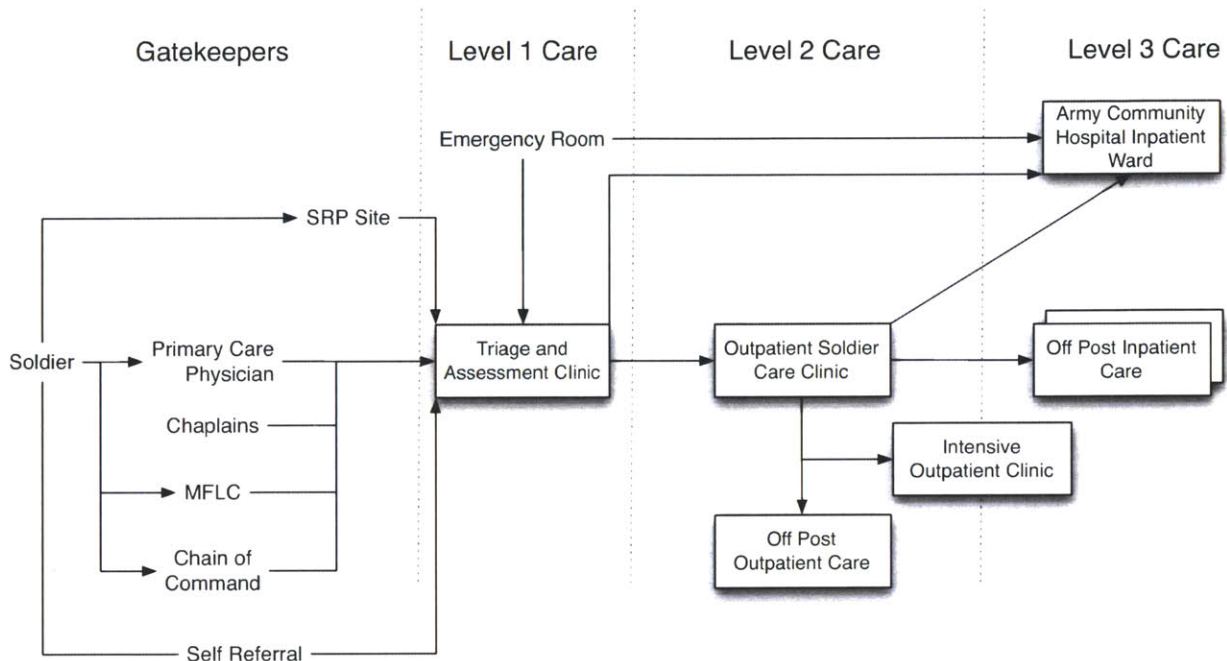 Gatekeepers
Level 1 Care
Level 2 Care
Level 3 Care
Emergency Room
Army Community
Hospital Inpatient
Ward
SRP Site
Soldier
Primary Care
Physician
Triage and
Assessment Clinic
Outpatient Soldier
Care Clinic
Off Post Inpatient
Care
Chaplains
Intensive
Outpatient Clinic
MFLC
Off Post
Outpatient Care
Chain of
Command
Self Referral